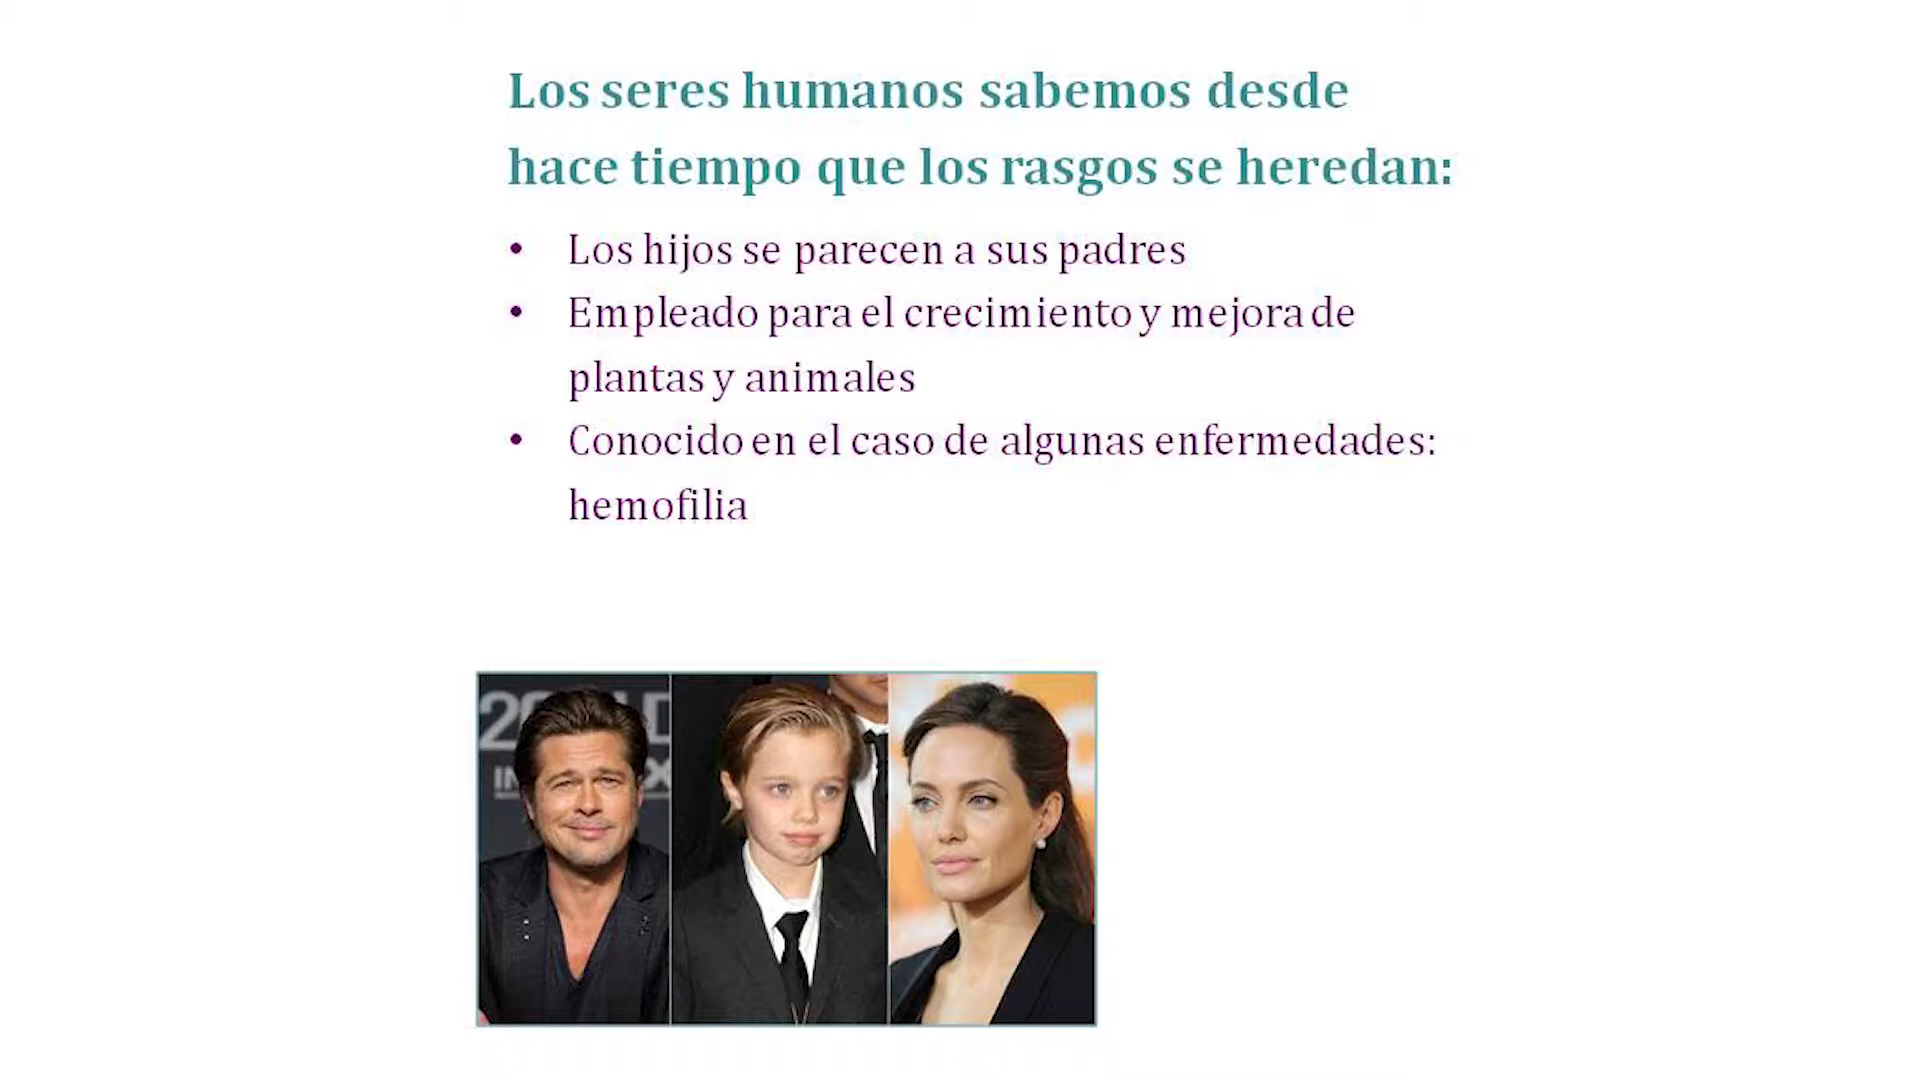 Los seres humanos sabemos desde
hace tiempo que los rasgos se heredan:
• Los hijos se parecen a sus padres
• Empleado para el crecimiento y mejora de
plantas y animales
• Conocido en el caso de algunas enfermedades:
hemofilia